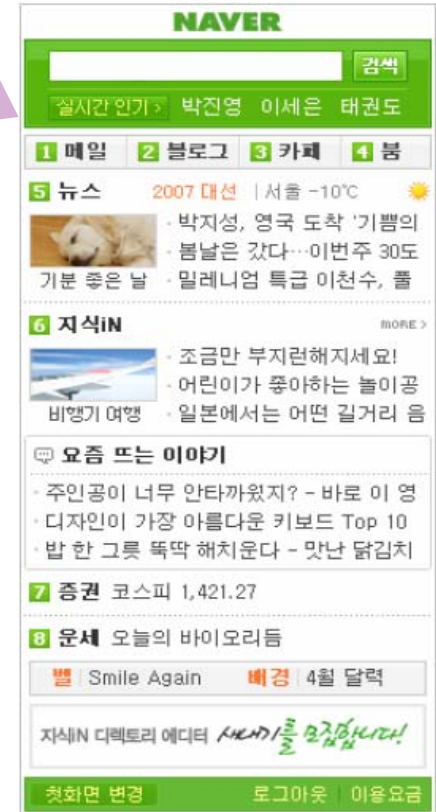 NAVER
검색
실시간 인기 > 박진영 이세은 태권도
1 메일 2 블로그 3 카페 4 붐
5 뉴스 2007 대선 | 서울 -10℃
· 박지성, 영국 도착 '기쁨의
· 봄날은 갔다…이번주 30도
기분 좋은 날 · 밀레니엄 특급 이천수, 풀
6 지식iN MORE >
· 조금만 부지런해지세요!
· 어린이가 좋아하는 놀이공
비행기 여행 · 일본에서는 어떤 길거리 음
요즘 뜨는 이야기
· 주인공이 너무 안타까웠지? - 바로 이 영
· 디자인이 가장 아름다운 키보드 Top 10
· 밥 한 그릇 뚝딱 해치운다 - 맛난 닭김치
7 증권 코스피 1,421.27
8 운세 오늘의 바이오리듬
벨 | Smile Again 배경 | 4월 달력
지식iN 디렉토리 에디터 새내기를 모집합니다!
첫화면 변경 로그아웃 | 이용요금